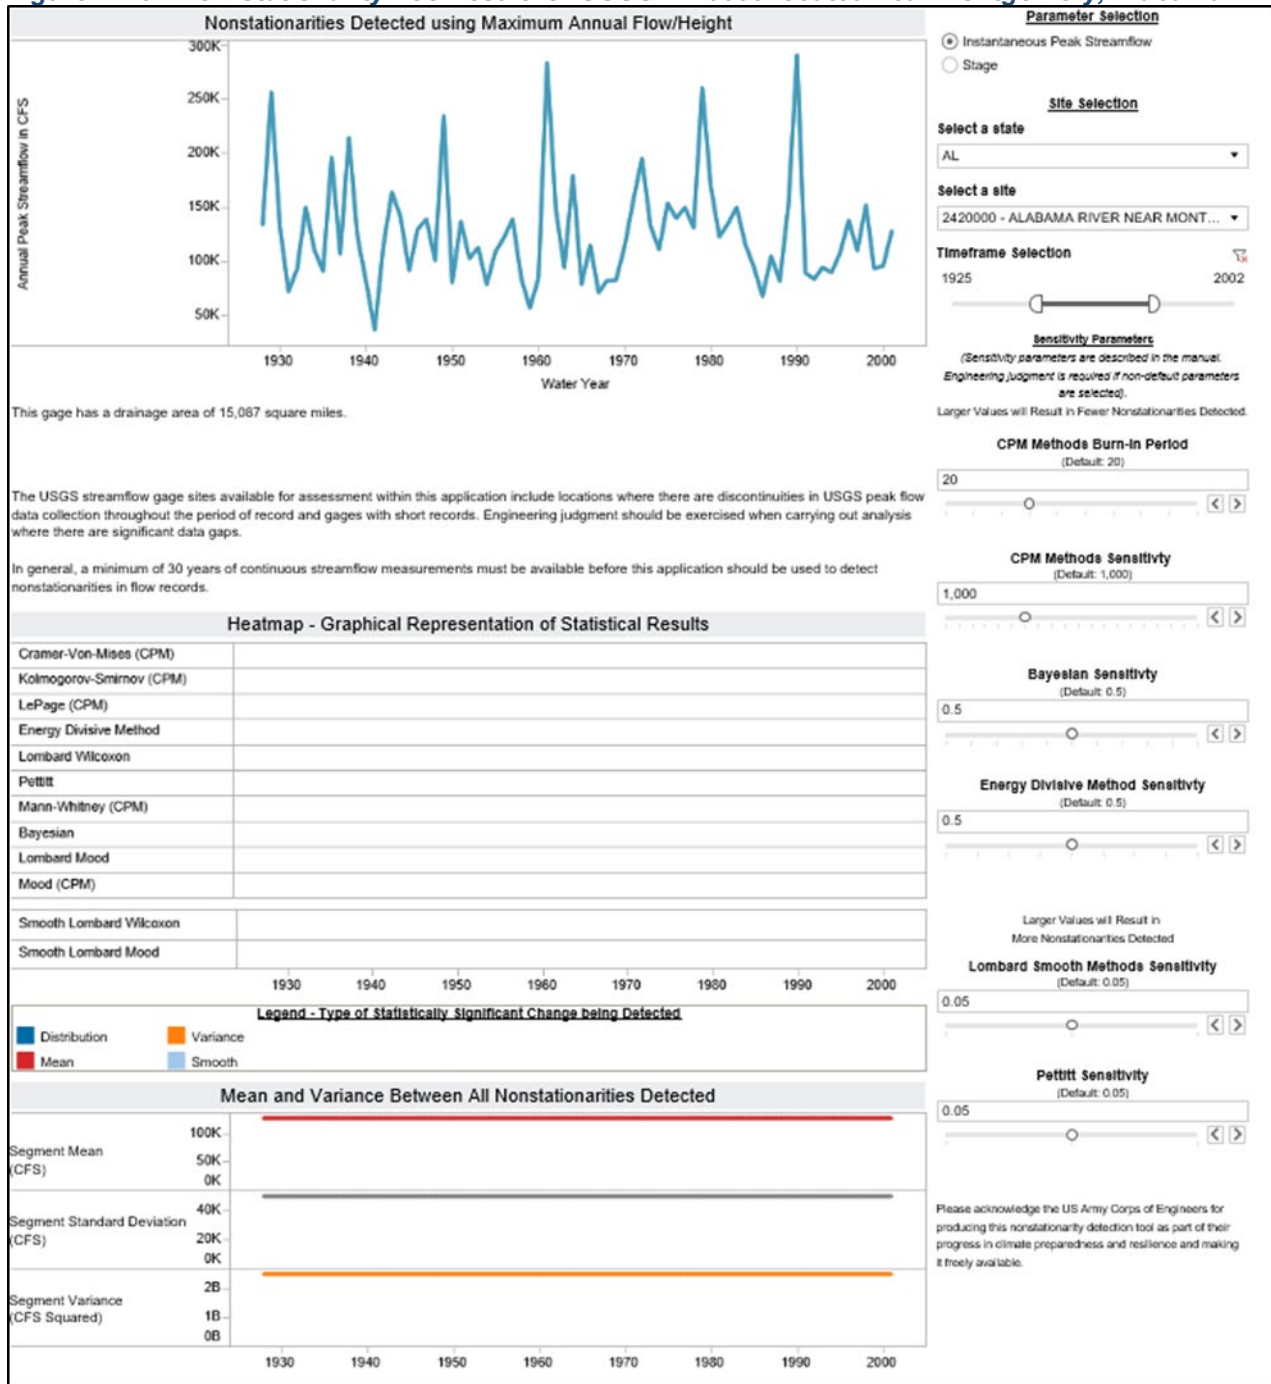 Nonstationarities Detected using Maximum Annual Flow/Height
Annual Peak Streamflow in CFS
300K
250K
200K
150K
100K
50K
1930 1940 1950 1960 1970 1980 1990 2000
Water Year
This gage has a drainage area of 15,087 square miles.
The USGS streamflow gage sites available for assessment within this application include locations where there are discontinuities in USGS peak flow
data collection throughout the period of record and gages with short records. Engineering judgment should be exercised when carrying out analysis
where there are significant data gaps.
In general, a minimum of 30 years of continuous streamflow measurements must be available before this application should be used to detect
nonstationarities in flow records.
Heatmap - Graphical Representation of Statistical Results
Cramer-Von-Mises (CPM)
Kolmogorov-Smirnov (CPM)
LePage (CPM)
Energy Divisive Method
Lombard Wilcoxon
Pettitt
Mann-Whitney (CPM)
Bayesian
Lombard Mood
Mood (CPM)
Smooth Lombard Wilcoxon
Smooth Lombard Mood
1930 1940 1950 1960 1970 1980 1990 2000
Legend - Type of Statistically Significant Change being Detected
Distribution Variance
Mean Smooth
Mean and Variance Between All Nonstationarities Detected
Segment Mean
(CFS)
100K
50K
0K
Segment Standard Deviation
(CFS)
40K
20K
0K
Segment Variance
(CFS Squared)
2B
1B
0B
1930 1940 1950 1960 1970 1980 1990 2000
Parameter Selection
Instantaneous Peak Streamflow
Stage
Site Selection
Select a state
AL
Select a site
2420000 - ALABAMA RIVER NEAR MONT...
Timeframe Selection
1925 2002
Sensitivity Parameters
(Sensitivity parameters are described in the manual.
Engineering judgment is required if non-default parameters
are selected).
Larger Values will Result in Fewer Nonstationarities Detected.
CPM Methods Burn-In Period
(Default: 20)
20
CPM Methods Sensitivty
(Default: 1,000)
1,000
Bayesian Sensitivty
(Default: 0.5)
0.5
Energy Divisive Method Sensitivty
(Default: 0.5)
0.5
Larger Values will Result in
More Nonstationarities Detected
Lombard Smooth Methods Sensitivity
(Default: 0.05)
0.05
Pettitt Sensitivity
(Default: 0.05)
0.05
Please acknowledge the US Army Corps of Engineers for
producing this nonstationarity detection tool as part of their
progress in climate preparedness and resilience and making
it freely available.